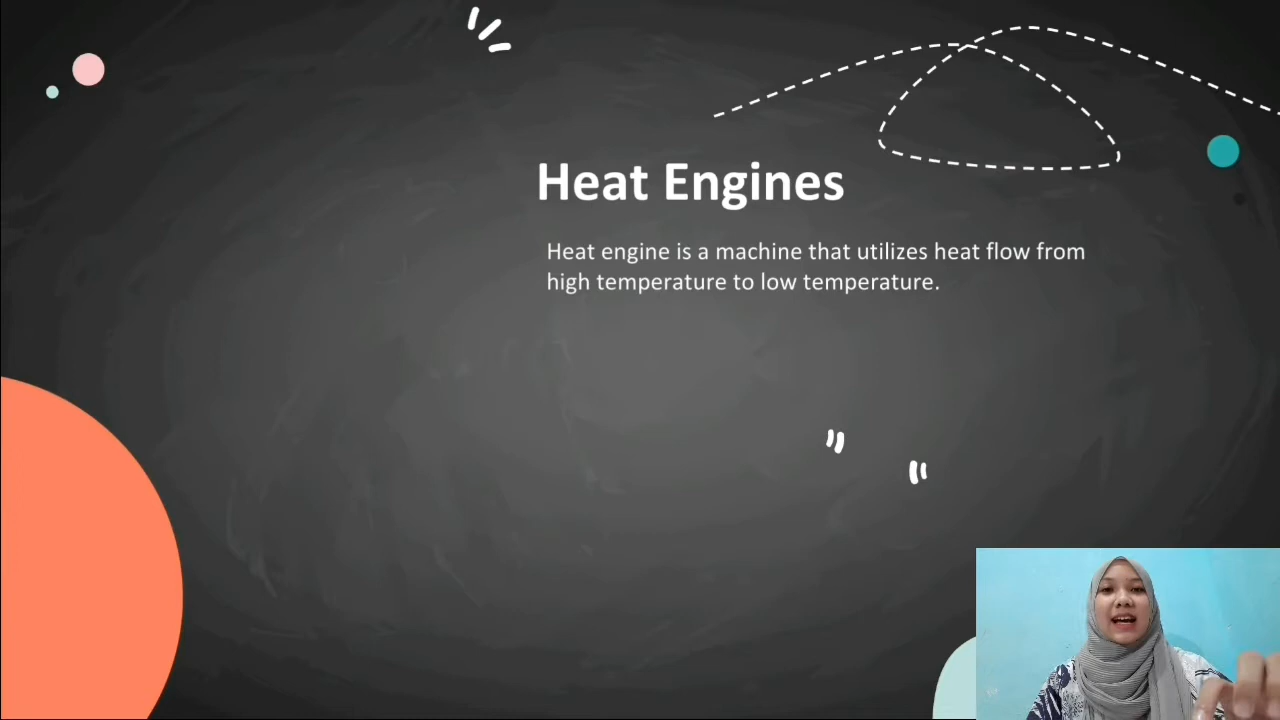 Heat Engines
Heat engine is a machine that utilizes heat flow from
high temperature to low temperature.